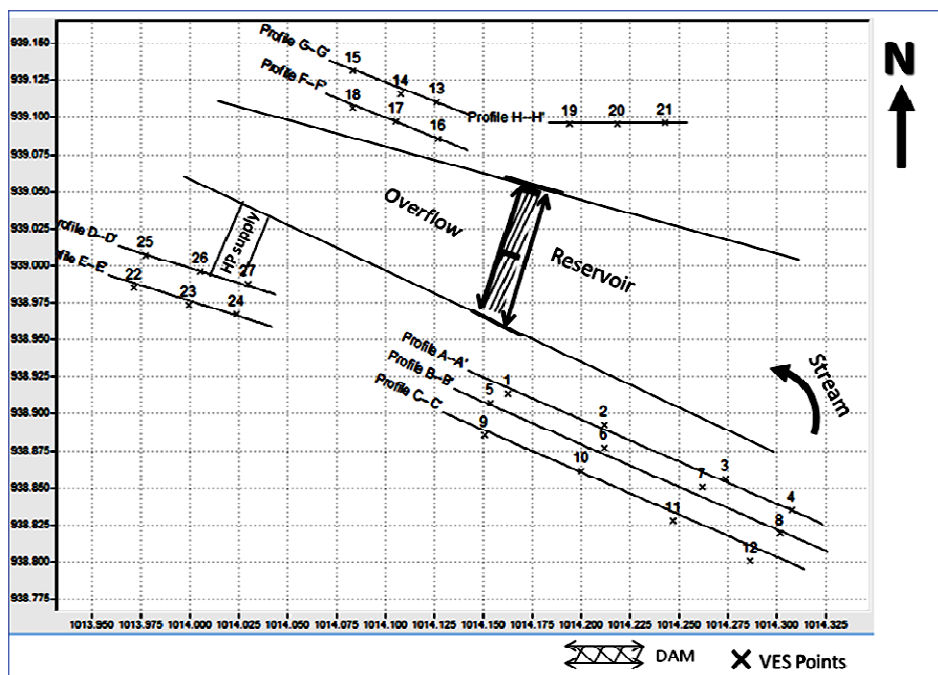 939.150
939.125
939.100
939.075
939.050
939.025
939.000
938.975
938.950
938.925
938.900
938.875
938.850
938.825
938.800
938.775
Profile G-G'
15
14
13
Profile F-F'
18
17
16
Profile H-H'
19
20
21
N
Overflow
Reservoir
HP supply
rofile D-D'
25
26
27
ofile E-E'
22
23
24
Profile A-A'
1
2
3
4
Profile B-B'
5
6
7
8
Profile C-C'
9
10
11
12
Stream
1013.950 1013.975 1014.000 1014.025 1014.050 1014.075 1014.100 1014.125 1014.150 1014.175 1014.200 1014.225 1014.250 1014.275 1014.300 1014.325
DAM
VES Points